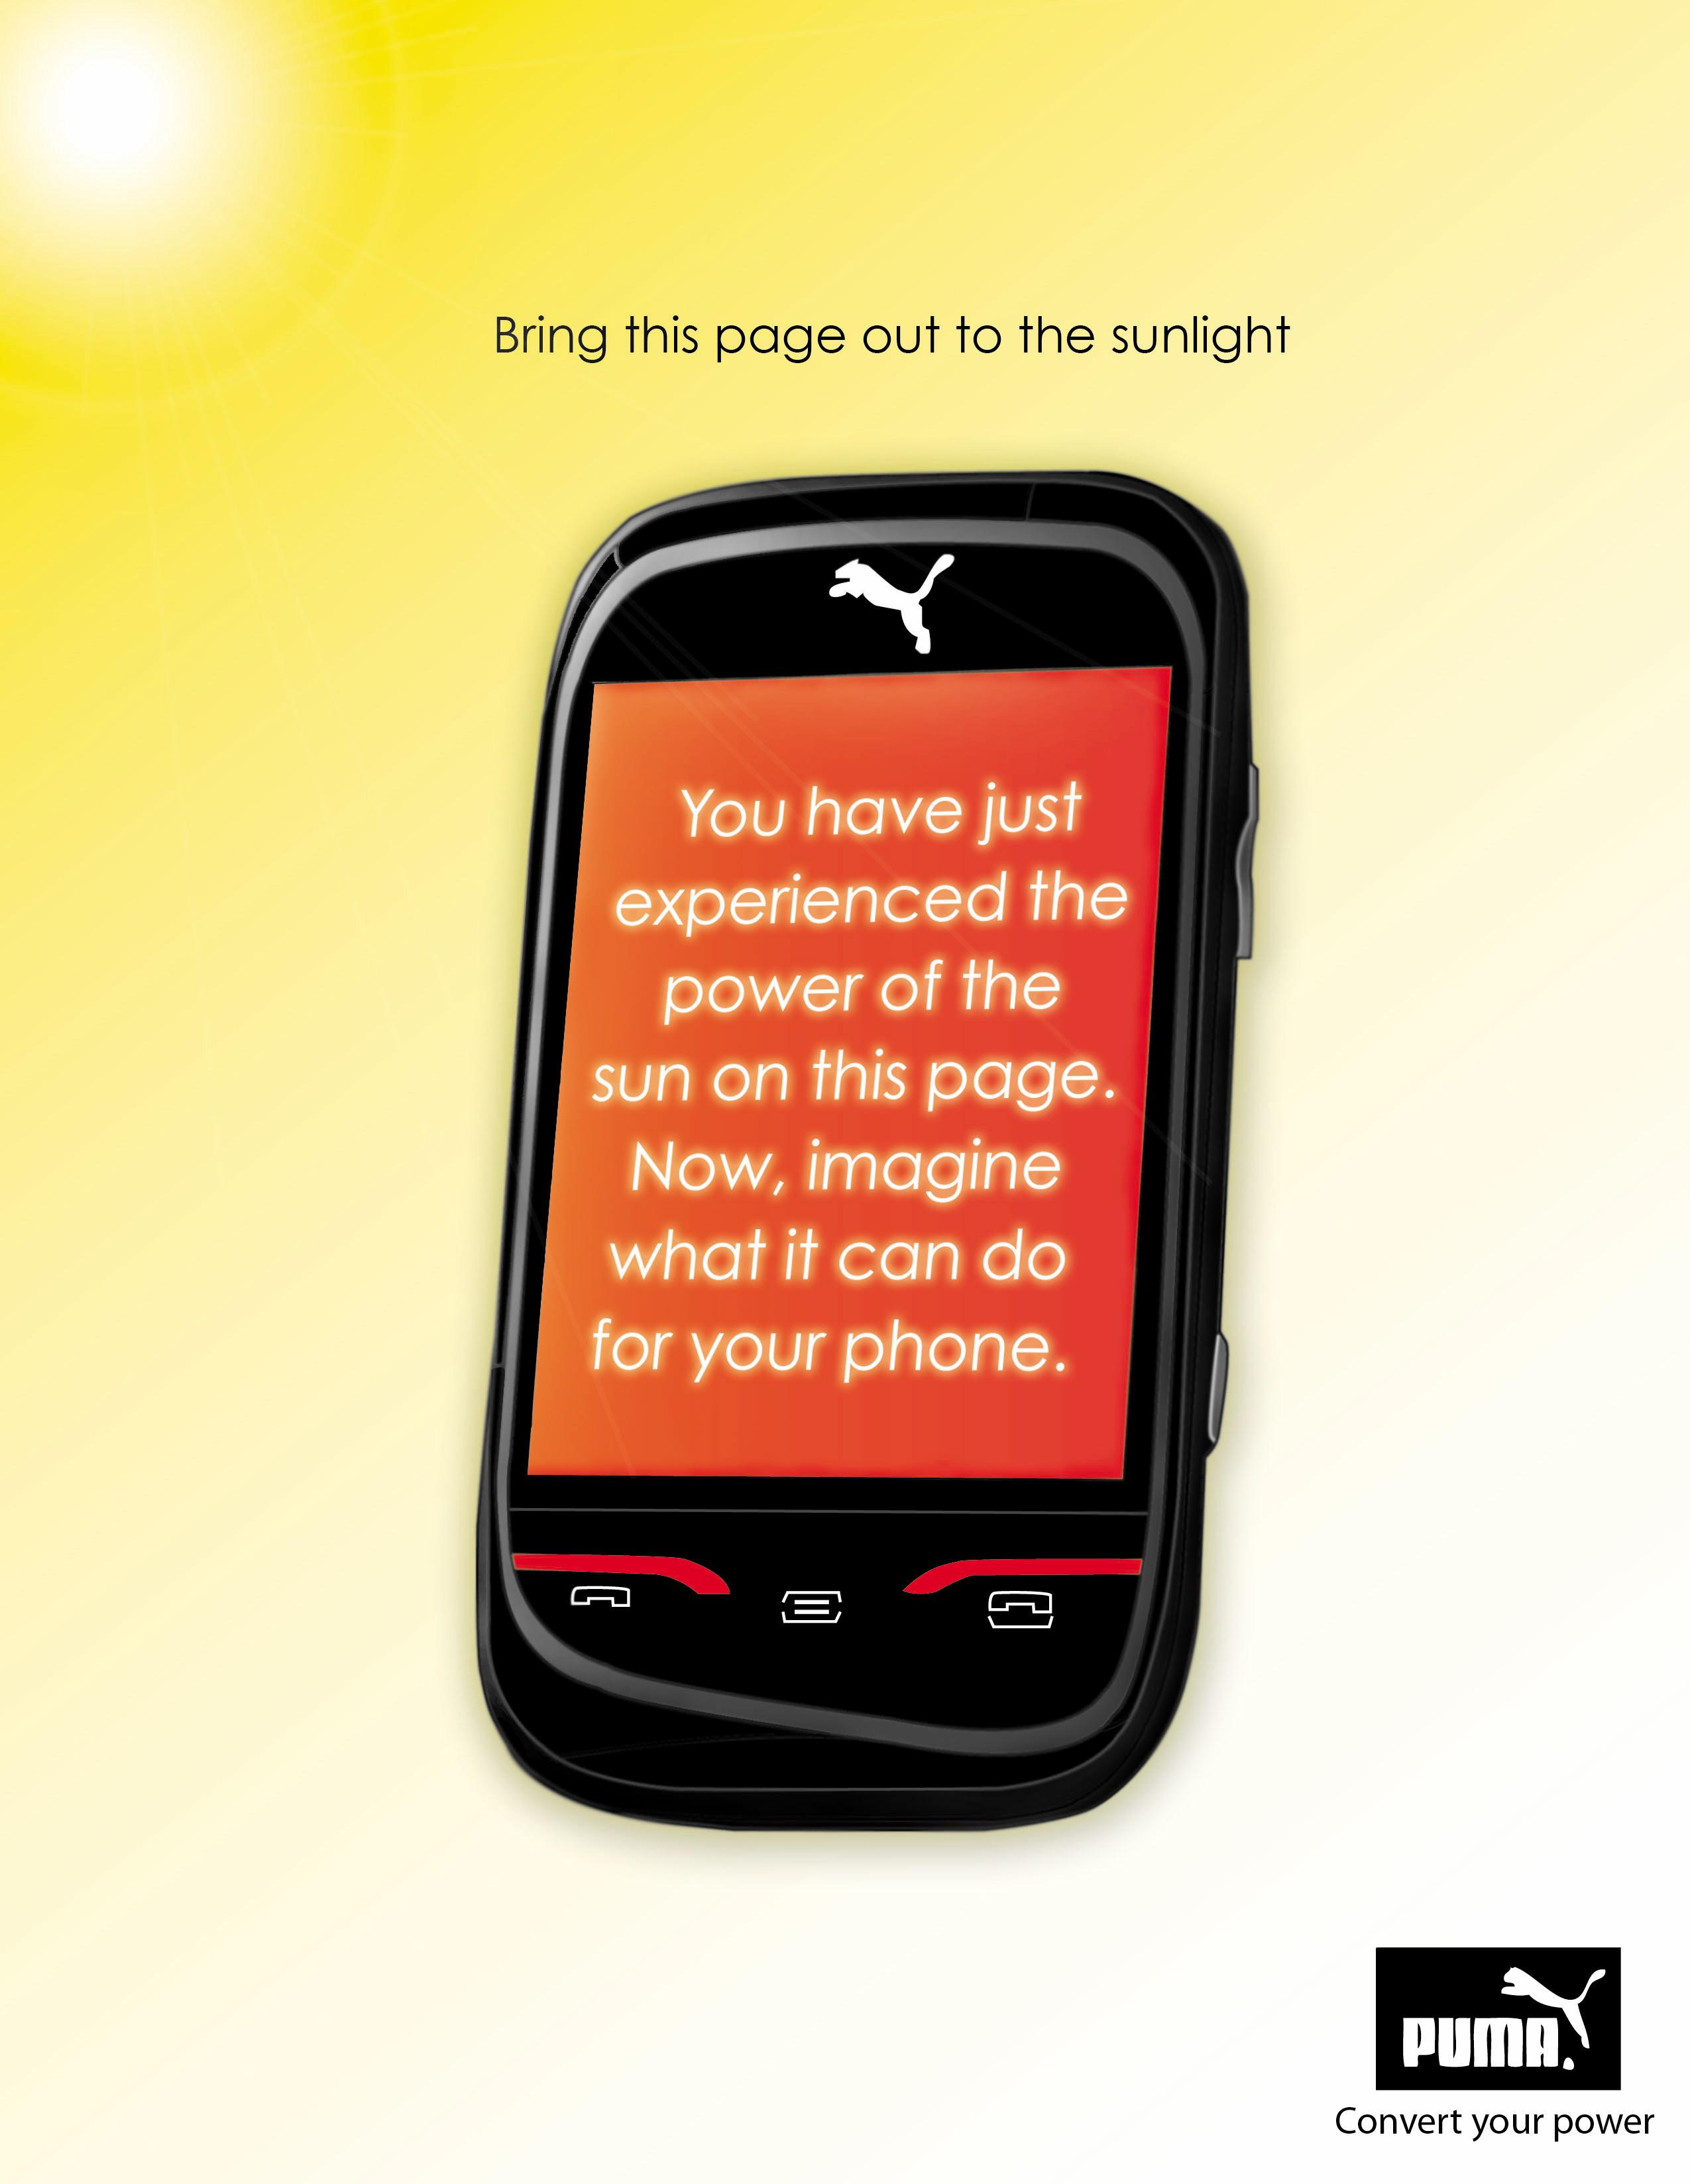 Bring this page out to the sunlight
You have just
experienced the
power of the
sun on this page.
Now, imagine
what it can do
for your phone.
PUMA.
Convert your power